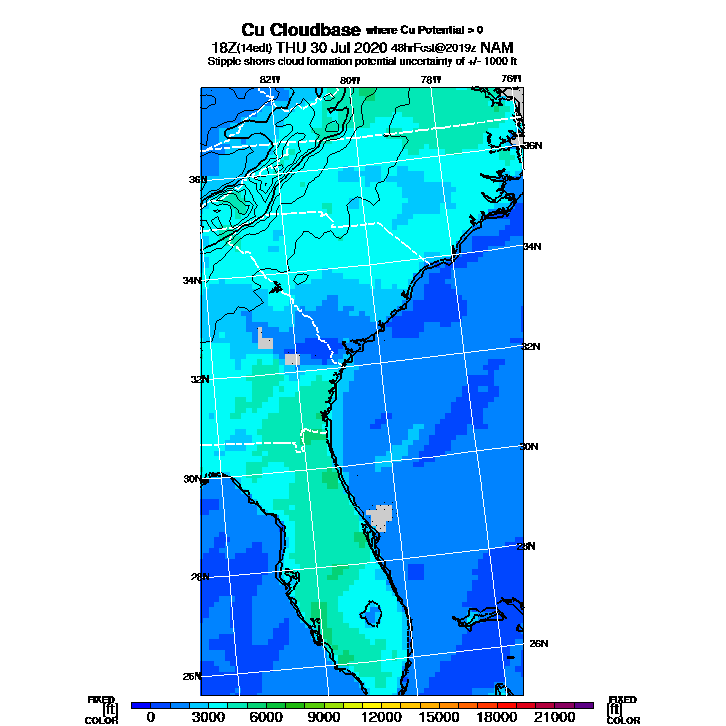 Cu Cloudbase where Cu Potential > 0
18Z(14edt) THU 30 Jul 2020 48hrFcst@2019z NAM
Stipple shows cloud formation potential uncertainty of +/- 1000 ft
82W 80W 78W 76W
36N
36N
34N
34N
32N
32N
30N
30N
28N
28N
26N
26N
FIXED FIXED
[ft] [ft]
COLOR COLOR
0 3000 6000 9000 12000 15000 18000 21000